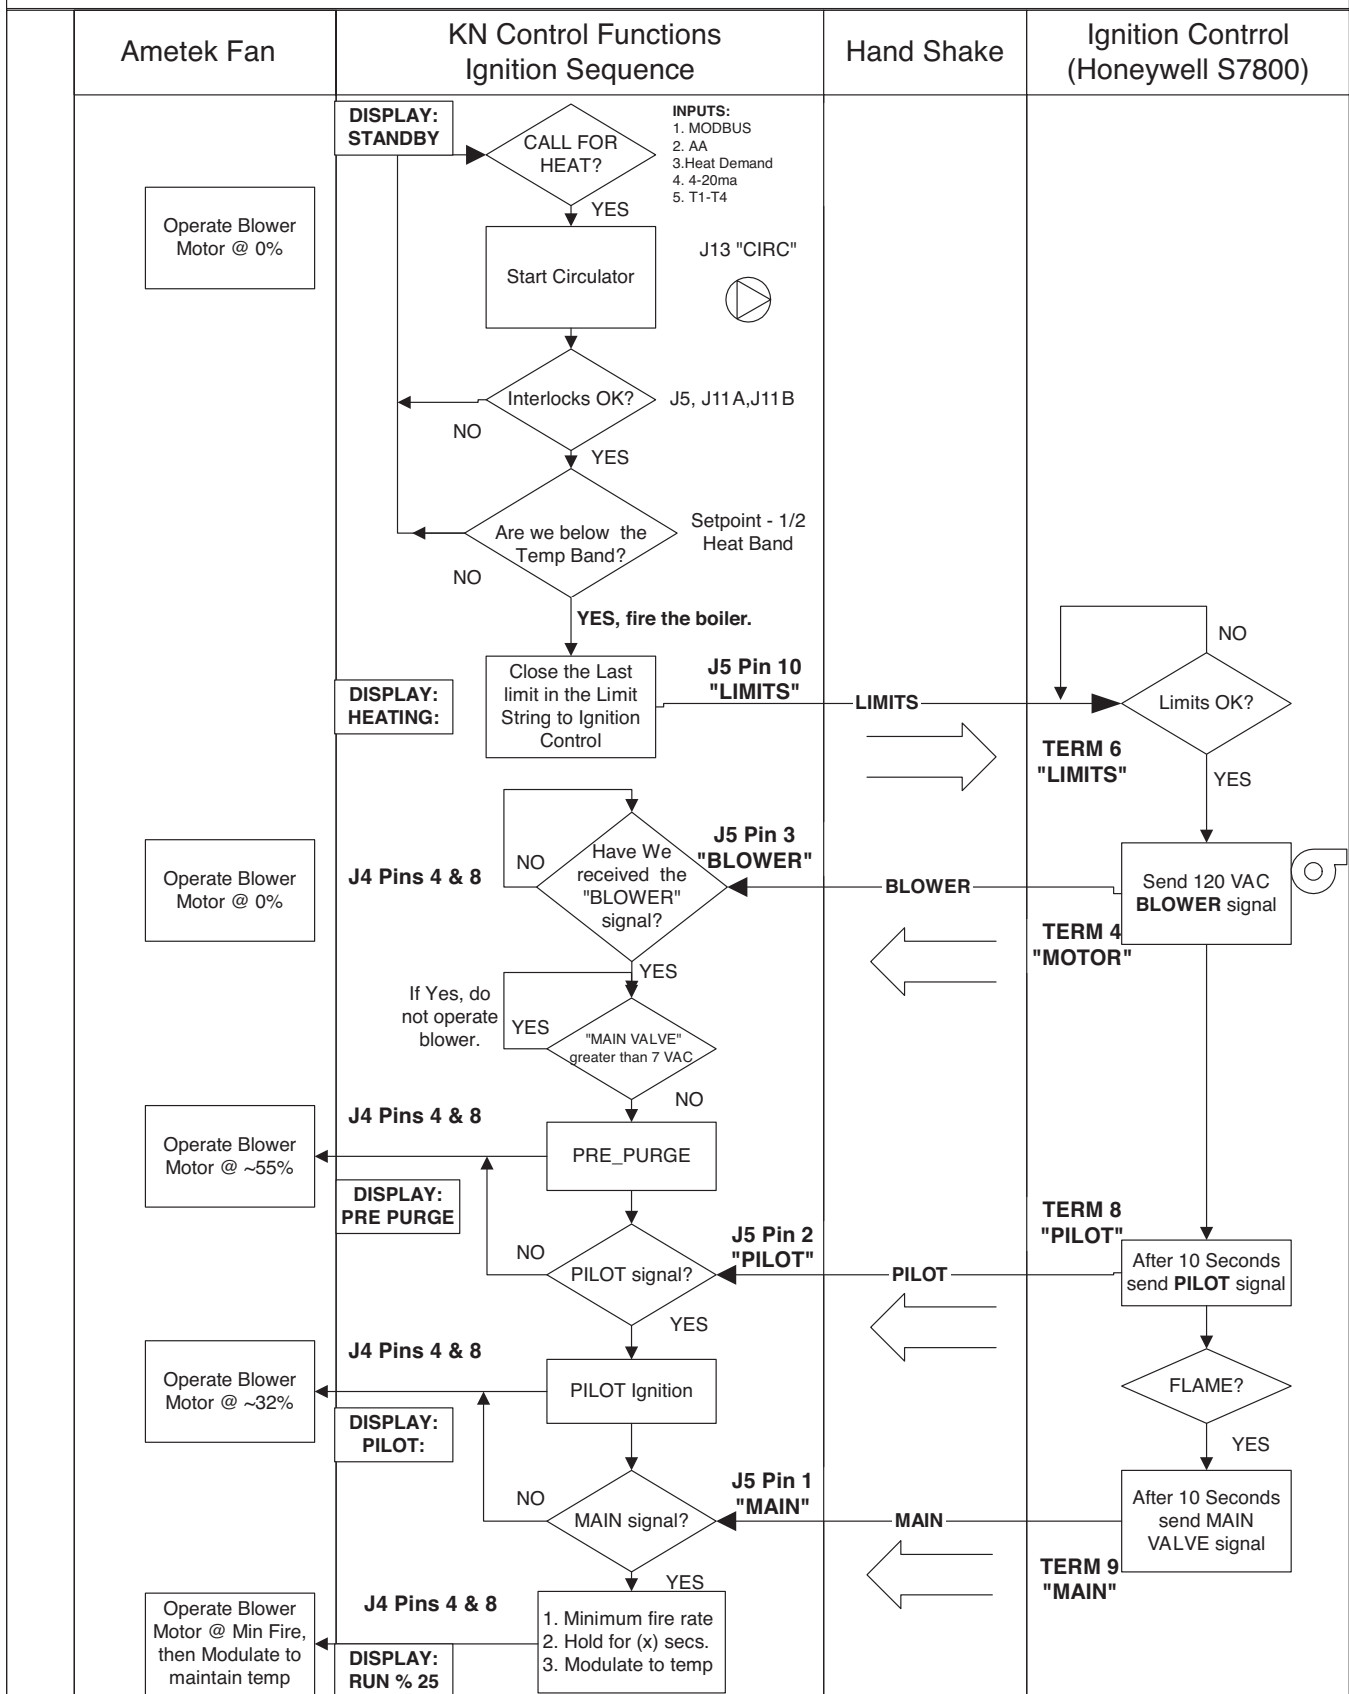 Ametek Fan
KN Control Functions
Ignition Sequence
Hand Shake
Ignition Contrrol
(Honeywell S7800)
DISPLAY:
STANDBY
CALL FOR
HEAT?
INPUTS:
1. MODBUS
2. AA
3.Heat Demand
4. 4-20ma
5. T1-T4
YES
Operate Blower
Motor @ 0%
Start Circulator
J13 "CIRC"
Interlocks OK?
J5, J11A,J11B
NO
YES
Are we below the
Temp Band?
Setpoint - 1/2
Heat Band
NO
YES, fire the boiler.
NO
DISPLAY:
HEATING:
Close the Last
limit in the Limit
String to Ignition
Control
J5 Pin 10
"LIMITS"
LIMITS
Limits OK?
TERM 6
"LIMITS"
YES
Operate Blower
Motor @ 0%
J4 Pins 4 & 8
NO
Have We
received the
"BLOWER"
signal?
J5 Pin 3
"BLOWER"
BLOWER
Send 120 VAC
BLOWER signal
TERM 4
"MOTOR"
YES
If Yes, do
not operate
blower.
YES
"MAIN VALVE"
greater than 7 VAC
NO
Operate Blower
Motor @ ~55%
J4 Pins 4 & 8
PRE_PURGE
DISPLAY:
PRE PURGE
NO
PILOT signal?
J5 Pin 2
"PILOT"
PILOT
TERM 8
"PILOT"
After 10 Seconds
send PILOT signal
YES
Operate Blower
Motor @ ~32%
J4 Pins 4 & 8
PILOT Ignition
FLAME?
DISPLAY:
PILOT:
YES
NO
MAIN signal?
J5 Pin 1
"MAIN"
MAIN
After 10 Seconds
send MAIN
VALVE signal
TERM 9
"MAIN"
YES
Operate Blower
Motor @ Min Fire,
then Modulate to
maintain temp
J4 Pins 4 & 8
1. Minimum fire rate
2. Hold for (x) secs.
3. Modulate to temp
DISPLAY:
RUN % 25